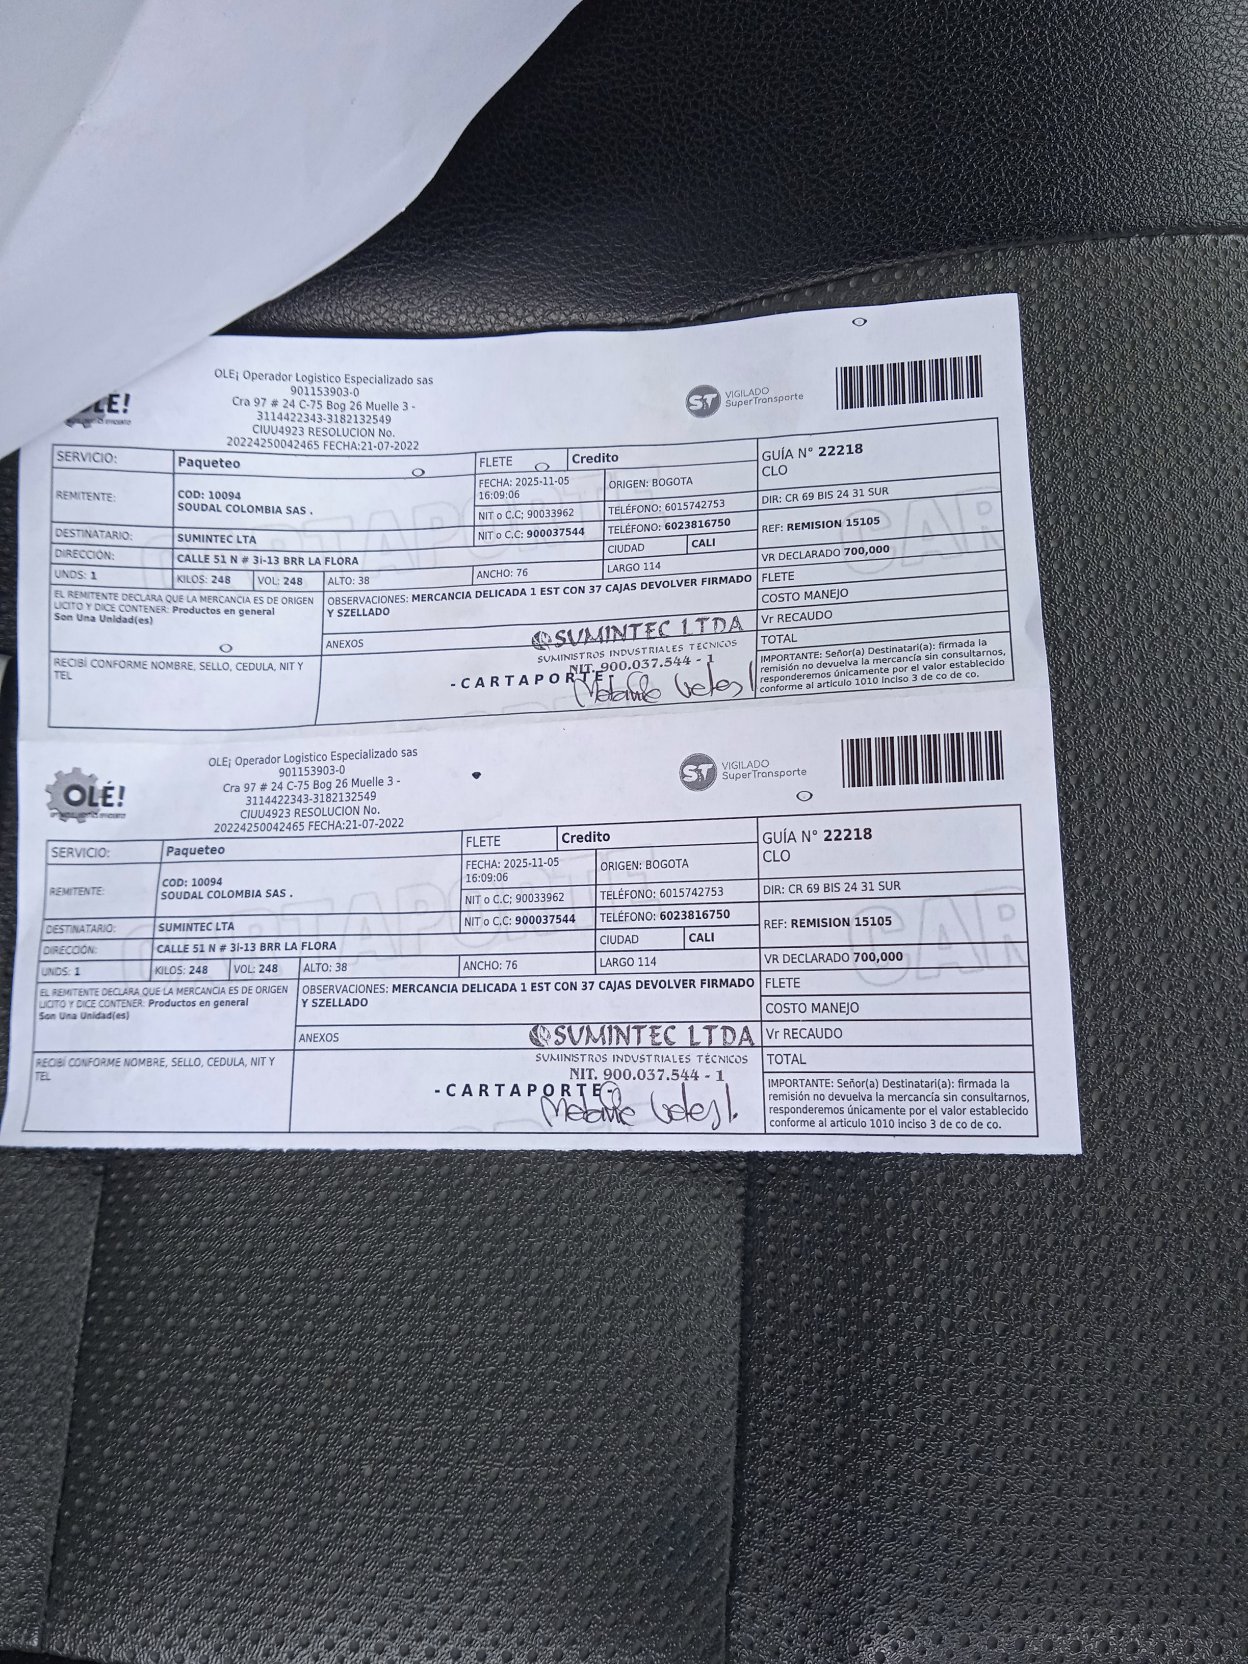 OLE¡ Operador Logistico Especializado sas
901153903-0
LÉ!
Cra 97 # 24 C-75 Bog 26 Muelle 3 -
3114422343-3182132549
CIUU4923 RESOLUCION No.
20224250042465 FECHA:21-07-2022
ST VIGILADO
SuperTransporte
SERVICIO: Paqueteo FLETE Credito GUÍA N° 22218
CLO
REMITENTE: COD: 10094
SOUDAL COLOMBIA SAS .
FECHA: 2025-11-05
16:09:06
ORIGEN: BOGOTA
DIR: CR 69 BIS 24 31 SUR
NIT o C.C; 90033962 TELÉFONO: 6015742753
DESTINATARIO: SUMINTEC LTA NIT o C.C: 900037544 TELÉFONO: 6023816750 REF: REMISION 15105
DIRECCIÓN: CALLE 51 N # 3i-13 BRR LA FLORA CIUDAD CALI
VR DECLARADO 700,000
UNDS: 1 KILOS: 248 VOL: 248 ALTO: 38 ANCHO: 76 LARGO 114
FLETE
EL REMITENTE DECLARA QUE LA MERCANCIA ES DE ORIGEN
LICITO Y DICE CONTENER: Productos en general
Son Una Unidad(es)
OBSERVACIONES: MERCANCIA DELICADA 1 EST CON 37 CAJAS DEVOLVER FIRMADO
Y SZELLADO
COSTO MANEJO
Vr RECAUDO
ANEXOS
SUMINTEC LTDA
SUMINISTROS INDUSTRIALES TÉCNICOS
NIT. 900.037.544 - 1
TOTAL
RECIBÍ CONFORME NOMBRE, SELLO, CEDULA, NIT Y
TEL
-CARTAPORTE-
IMPORTANTE: Señor(a) Destinatari(a): firmada la
remisión no devuelva la mercancía sin consultarnos,
responderemos únicamente por el valor establecido
conforme al articulo 1010 inciso 3 de co de co.
OLE¡ Operador Logistico Especializado sas
901153903-0
OLÉ!
Cra 97 # 24 C-75 Bog 26 Muelle 3 -
3114422343-3182132549
CIUU4923 RESOLUCION No.
20224250042465 FECHA:21-07-2022
ST VIGILADO
SuperTransporte
SERVICIO: Paqueteo FLETE Credito GUÍA N° 22218
CLO
REMITENTE: COD: 10094
SOUDAL COLOMBIA SAS .
FECHA: 2025-11-05
16:09:06
ORIGEN: BOGOTA
DIR: CR 69 BIS 24 31 SUR
NIT o C.C: 90033962 TELÉFONO: 6015742753
DESTINATARIO: SUMINTEC LTA NIT o C.C: 900037544 TELÉFONO: 6023816750 REF: REMISION 15105
DIRECCIÓN: CALLE 51 N # 3i-13 BRR LA FLORA CIUDAD CALI
VR DECLARADO 700,000
UNDS: 1 KILOS: 248 VOL: 248 ALTO: 38 ANCHO: 76 LARGO 114
FLETE
EL REMITENTE DECLARA QUE LA MERCANCIA ES DE ORIGEN
LICITO Y DICE CONTENER: Productos en general
Son Una Unidad(es)
OBSERVACIONES: MERCANCIA DELICADA 1 EST CON 37 CAJAS DEVOLVER FIRMADO
Y SZELLADO
COSTO MANEJO
Vr RECAUDO
ANEXOS
SUMINTEC LTDA
SUMINISTROS INDUSTRIALES TÉCNICOS
NIT. 900.037.544 - 1
TOTAL
RECIBÍ CONFORME NOMBRE, SELLO, CEDULA, NIT Y
TEL
-CARTAPORTE-
IMPORTANTE: Señor(a) Destinatari(a): firmada la
remisión no devuelva la mercancía sin consultarnos,
responderemos únicamente por el valor establecido
conforme al articulo 1010 inciso 3 de co de co.